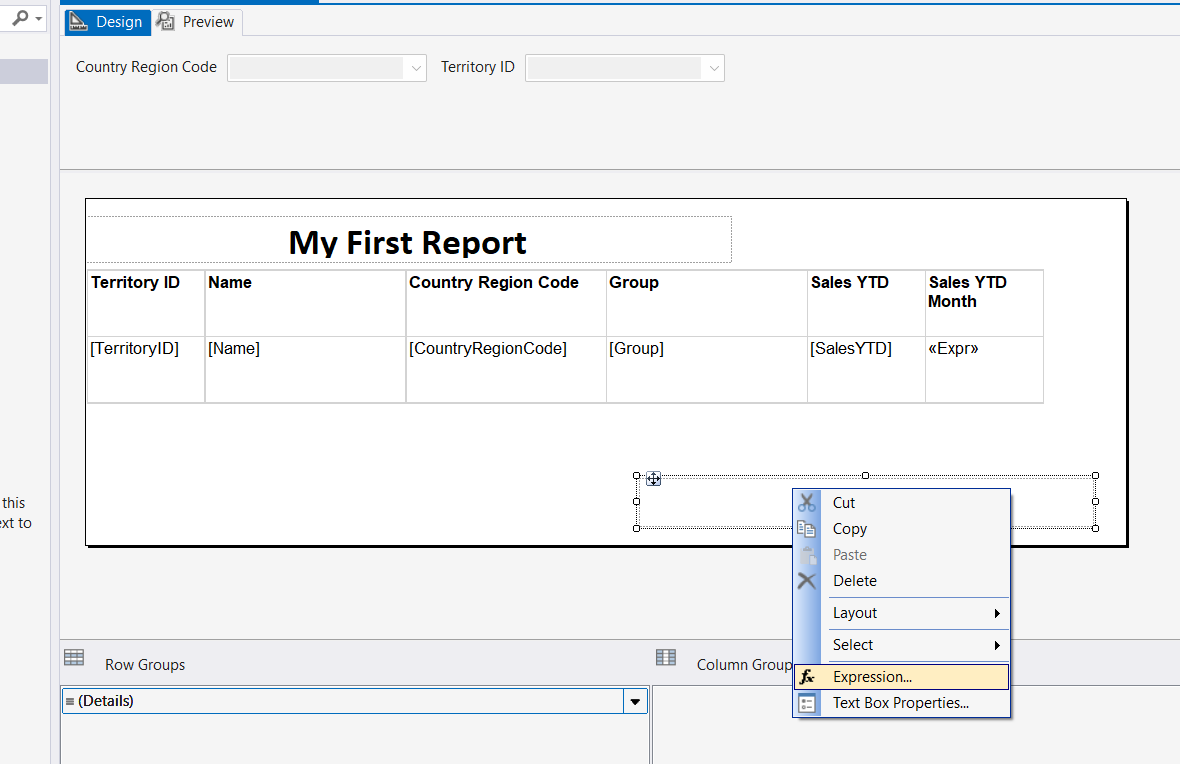 Design Preview
Country Region Code Territory ID
My First Report
Territory ID Name Country Region Code Group Sales YTD Sales YTD
Month
[TerritoryID] [Name] [CountryRegionCode] [Group] [SalesYTD] «Expr»
this
ext to
Cut
Copy
Paste
Delete
Layout
Select
fx Expression...
Text Box Properties...
Row Groups Column Group
(Details)